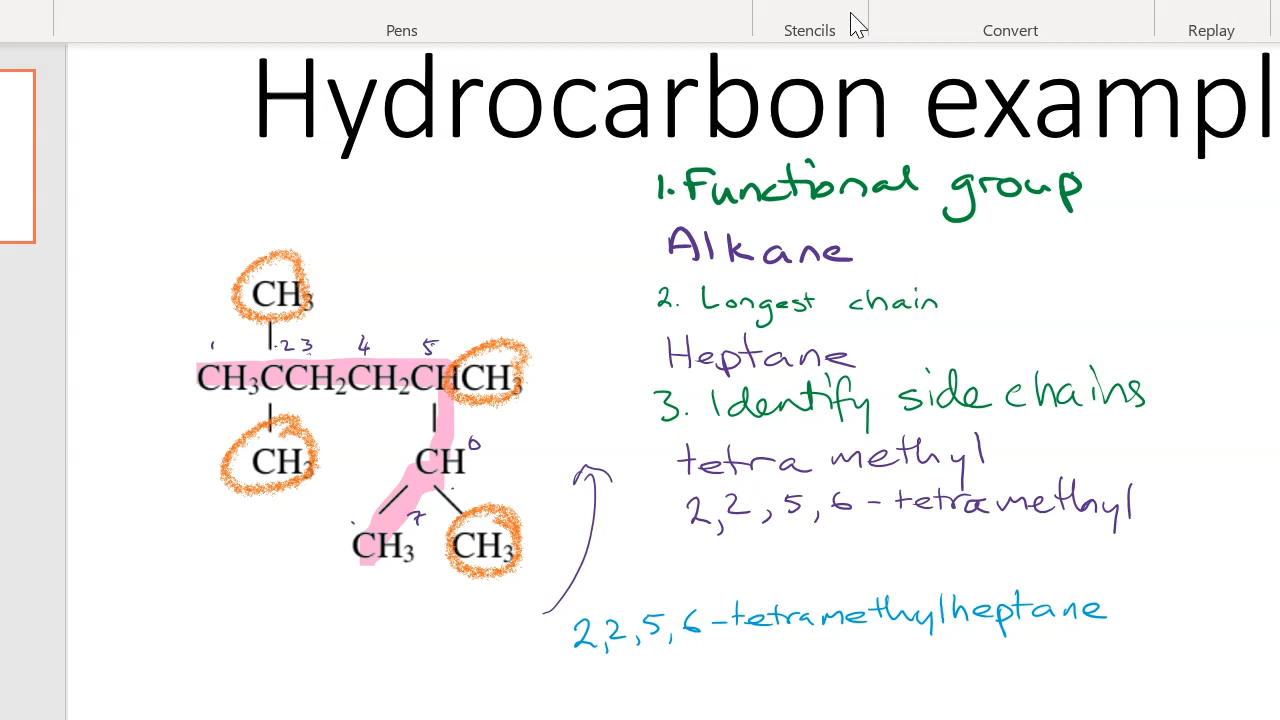 Pens Stencils Convert Replay
Hydrocarbon exampl
1. Functional group
Alkane
2. Longest chain
Heptane
3. Identify side chains
tetra methyl
2,2,5,6-tetramethyl
2,2,5,6-tetramethylheptane
CH₃
1 2 3 4 5
CH₃CCH₂CH₂CHCH₃
CH₃ CH 6
7
CH₃ CH₃